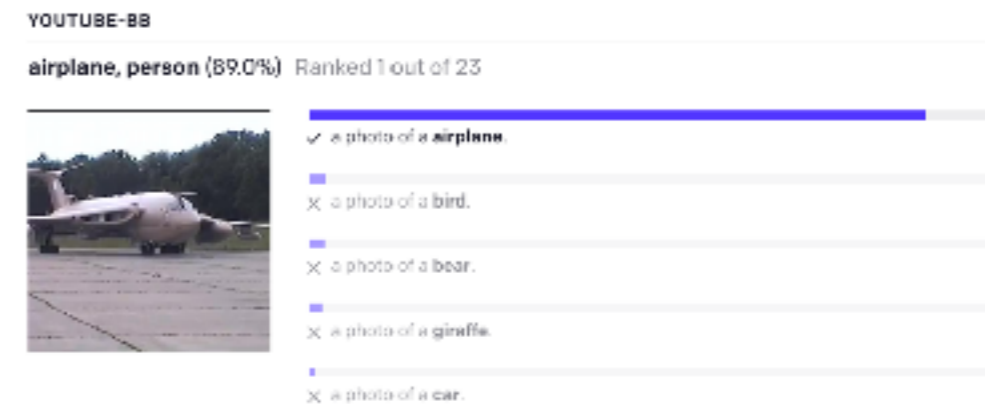 YOUTUBE-BB
airplane, person (89.0%) Ranked 1 out of 23
✓ a photo of a airplane.
× a photo of a bird.
× a photo of a bear.
× a photo of a giraffe.
× a photo of a car.